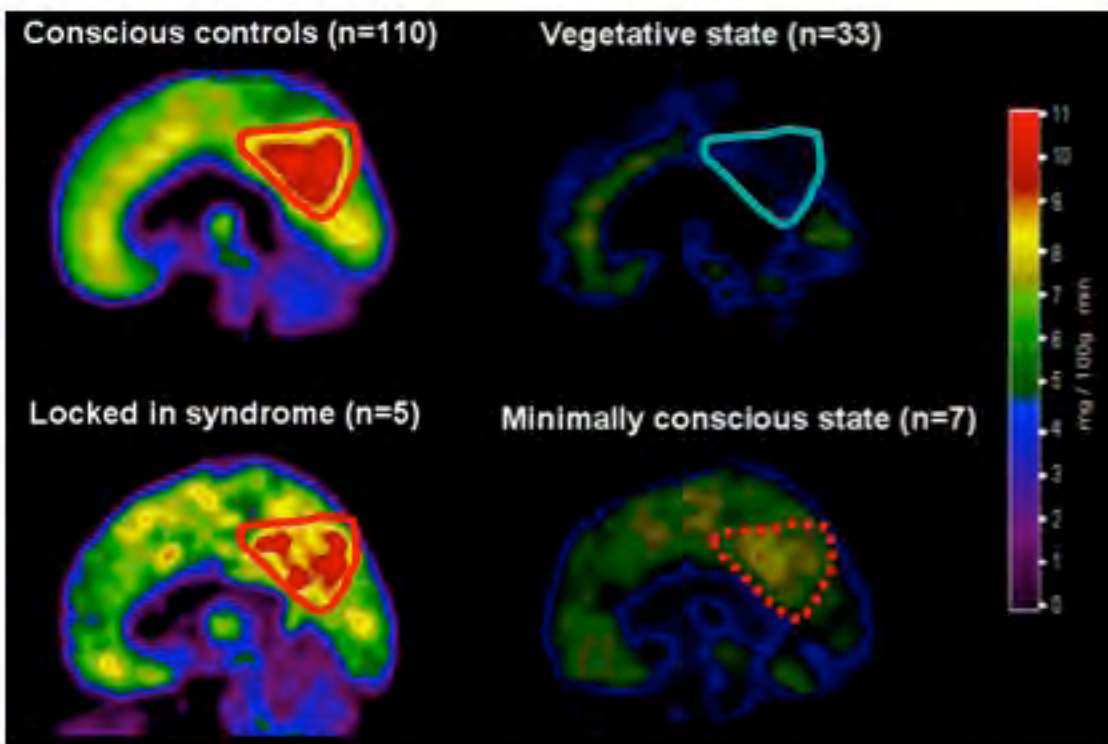 Conscious controls (n=110)
Vegetative state (n=33)
11
10
9
8
7
6
5
4
3
2
1
0
mg / 100g . min
Locked in syndrome (n=5)
Minimally conscious state (n=7)